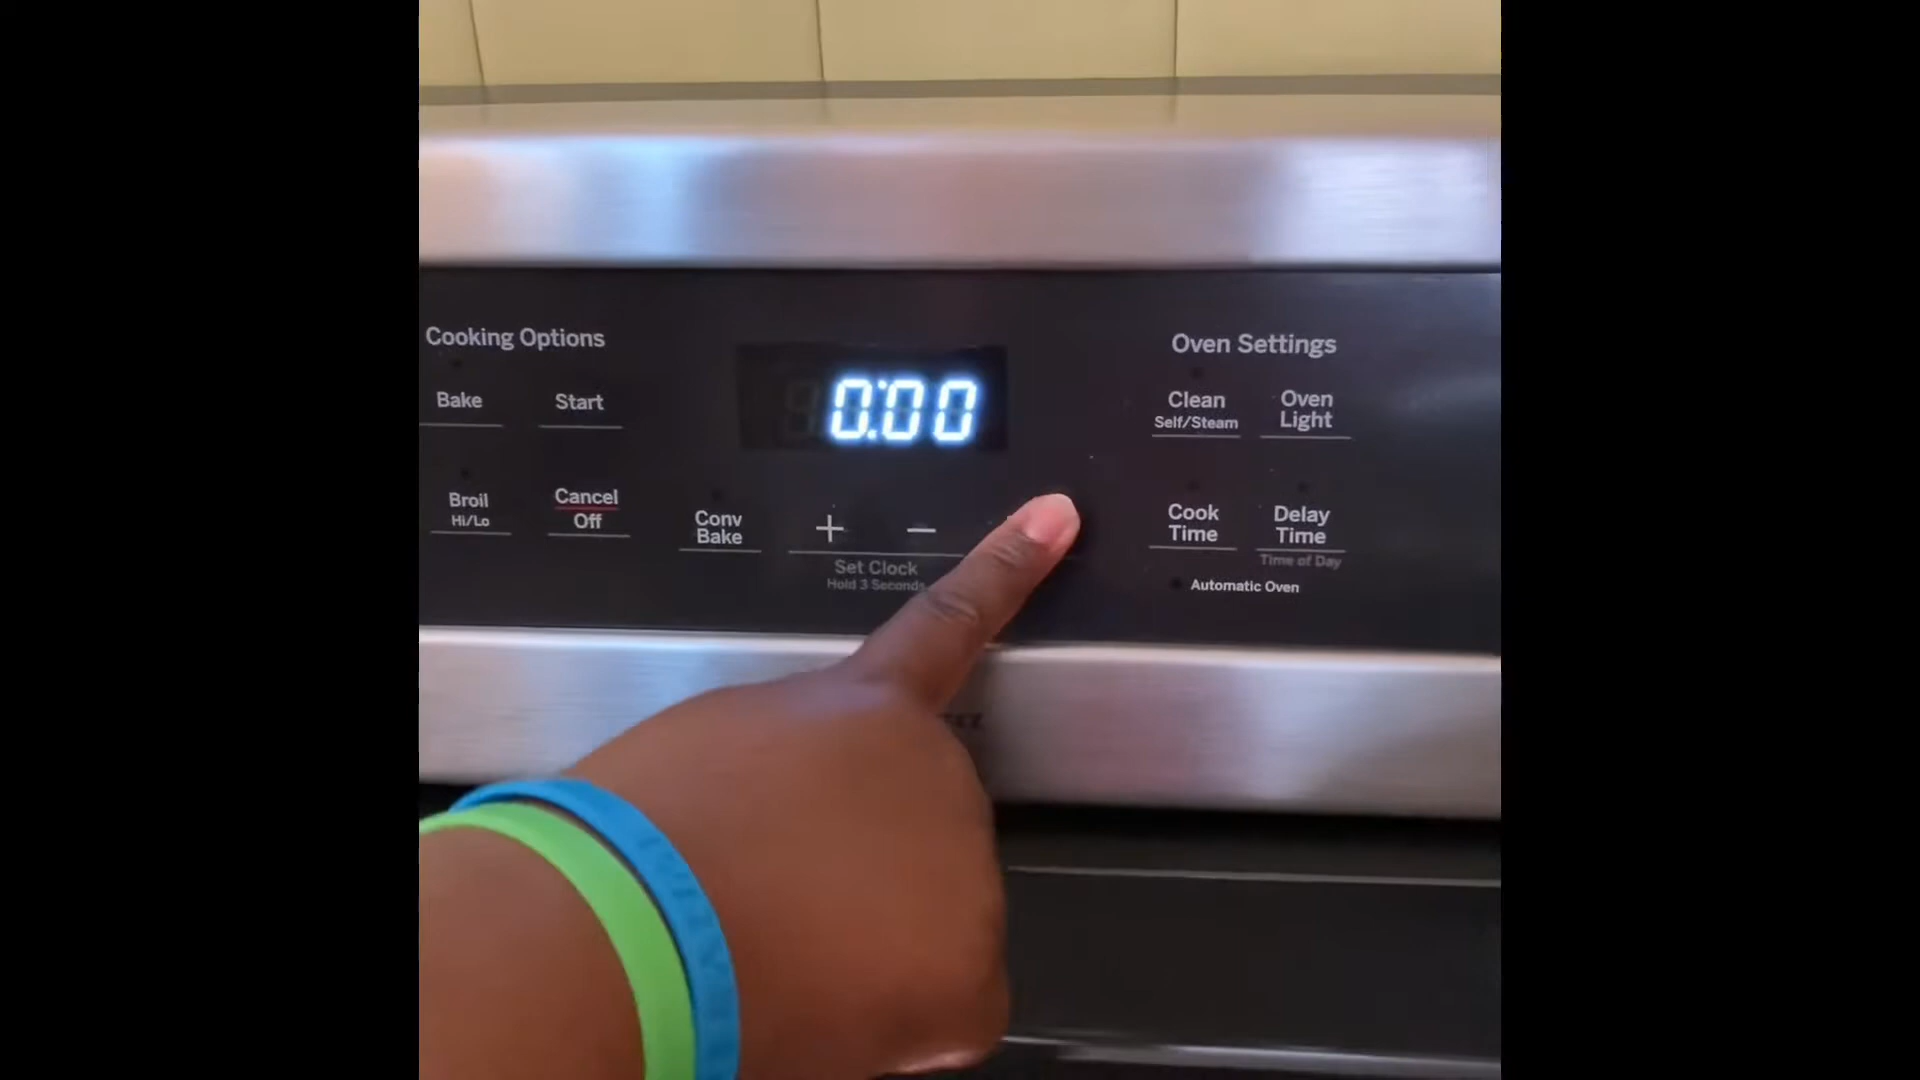 Cooking Options
Bake
Start
Broil
Hi/Lo
Cancel
Off
Conv
Bake
0:00
+ −
Set Clock
Hold 3 Seconds
Oven Settings
Clean
Self/Steam
Oven
Light
Cook
Time
Delay
Time
Time of Day
Automatic Oven